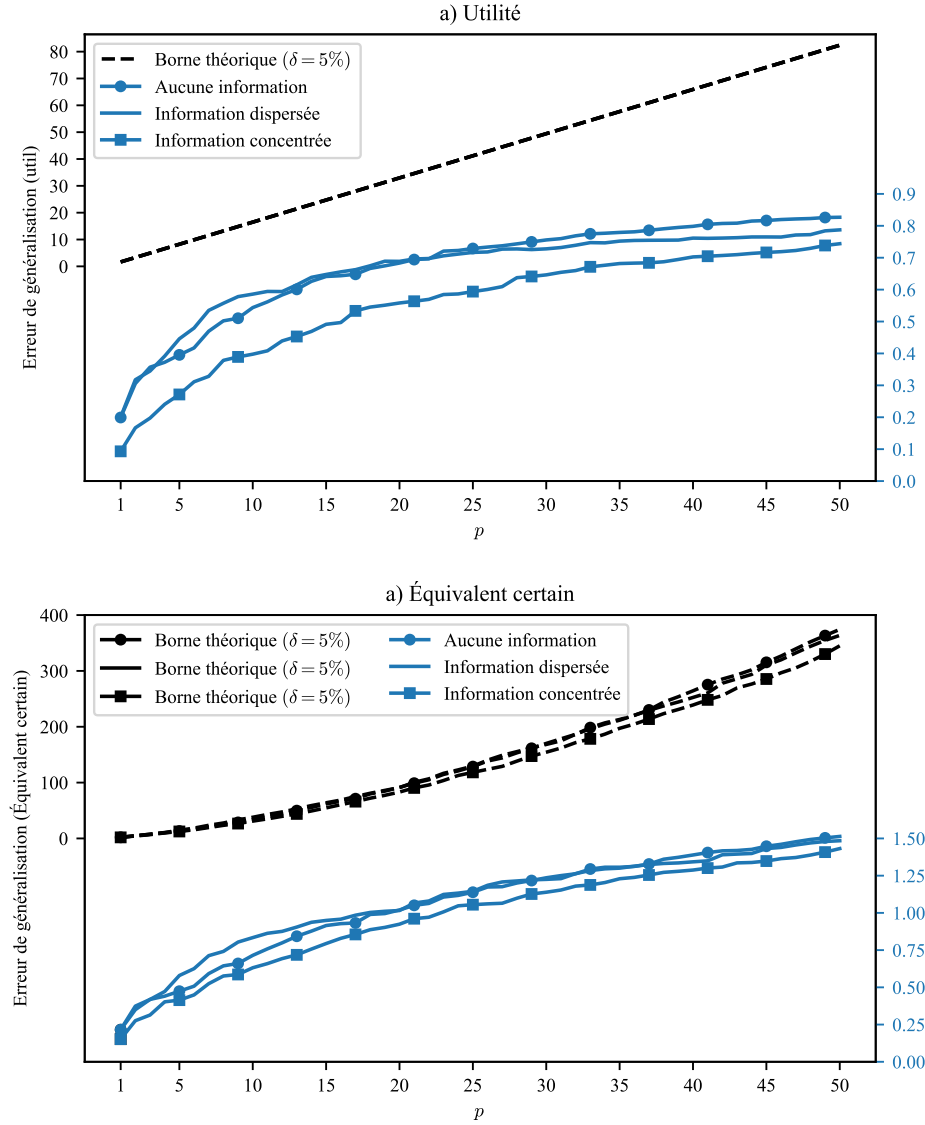 a) Utilité
Erreur de généralisation (util)
80
70
60
50
40
30
20
10
0
Borne théorique (δ = 5%)
Aucune information
Information dispersée
Information concentrée
0.9
0.8
0.7
0.6
0.5
0.4
0.3
0.2
0.1
0.0
1 5 10 15 20 25 30 35 40 45 50
p
a) Équivalent certain
Erreur de généralisation (Équivalent certain)
400
300
200
100
0
Borne théorique (δ = 5%) Aucune information
Borne théorique (δ = 5%) Information dispersée
Borne théorique (δ = 5%) Information concentrée
1.50
1.25
1.00
0.75
0.50
0.25
0.00
1 5 10 15 20 25 30 35 40 45 50
p